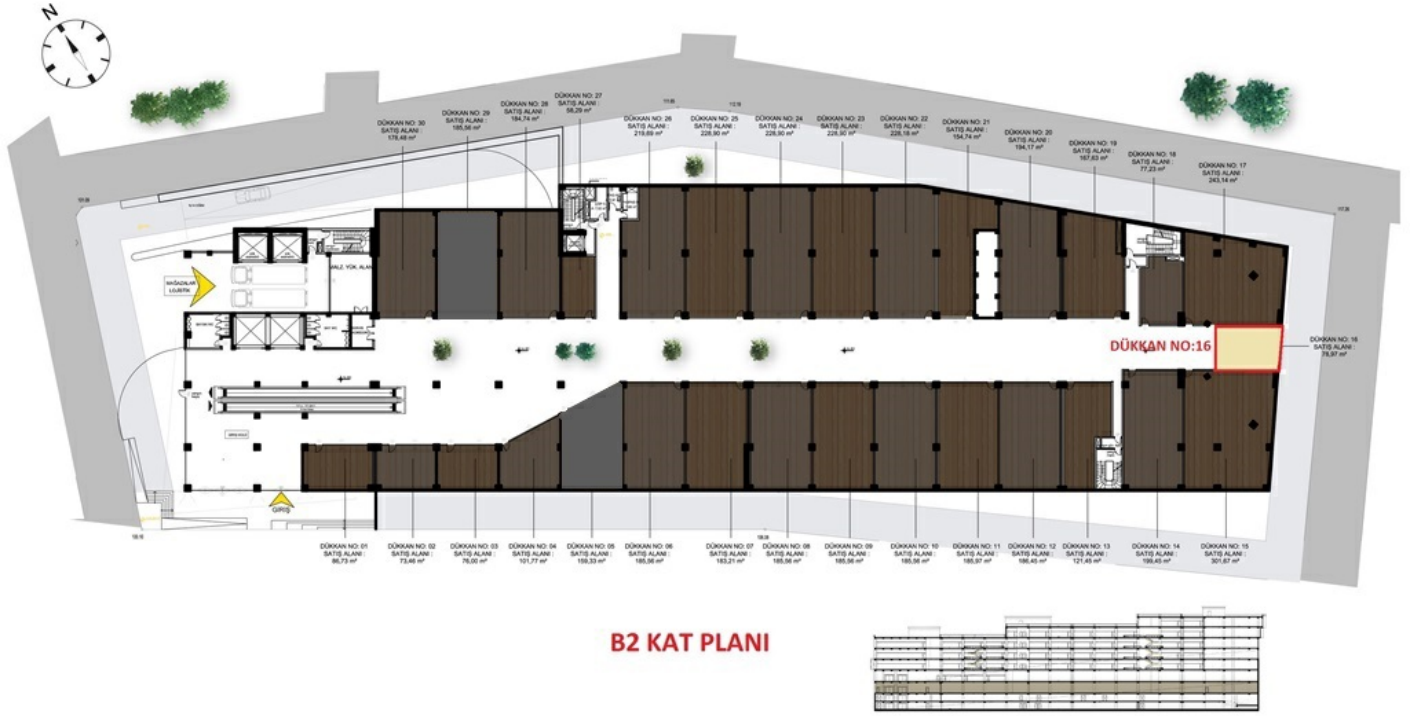 N
DÜKKAN NO: 30
SATIŞ ALANI :
178,48 m²
DÜKKAN NO: 29
SATIŞ ALANI :
185,56 m²
DÜKKAN NO: 28
SATIŞ ALANI :
184,74 m²
DÜKKAN NO: 27
SATIŞ ALANI :
58,29 m²
DÜKKAN NO: 26
SATIŞ ALANI :
219,69 m²
DÜKKAN NO: 25
SATIŞ ALANI :
228,90 m²
DÜKKAN NO: 24
SATIŞ ALANI :
228,90 m²
DÜKKAN NO: 23
SATIŞ ALANI :
228,90 m²
DÜKKAN NO: 22
SATIŞ ALANI :
228,18 m²
DÜKKAN NO: 21
SATIŞ ALANI :
154,74 m²
DÜKKAN NO: 20
SATIŞ ALANI :
194,17 m²
DÜKKAN NO: 19
SATIŞ ALANI :
167,63 m²
DÜKKAN NO: 18
SATIŞ ALANI :
77,23 m²
DÜKKAN NO: 17
SATIŞ ALANI :
243,14 m²
MALZ. YÜK. ALANI
MAĞAZALAR
LOJİSTİK
DÜKKAN NO:16
DÜKKAN NO: 16
SATIŞ ALANI :
78,97 m²
GİRİŞ
DÜKKAN NO: 01
SATIŞ ALANI :
86,73 m²
DÜKKAN NO: 02
SATIŞ ALANI :
73,46 m²
DÜKKAN NO: 03
SATIŞ ALANI :
76,00 m²
DÜKKAN NO: 04
SATIŞ ALANI :
101,77 m²
DÜKKAN NO: 05
SATIŞ ALANI :
159,33 m²
DÜKKAN NO: 06
SATIŞ ALANI :
185,56 m²
DÜKKAN NO: 07
SATIŞ ALANI :
183,21 m²
DÜKKAN NO: 08
SATIŞ ALANI :
185,56 m²
DÜKKAN NO: 09
SATIŞ ALANI :
185,56 m²
DÜKKAN NO: 10
SATIŞ ALANI :
185,56 m²
DÜKKAN NO: 11
SATIŞ ALANI :
185,97 m²
DÜKKAN NO: 12
SATIŞ ALANI :
186,45 m²
DÜKKAN NO: 13
SATIŞ ALANI :
121,45 m²
DÜKKAN NO: 14
SATIŞ ALANI :
199,45 m²
DÜKKAN NO: 15
SATIŞ ALANI :
301,67 m²
B2 KAT PLANI